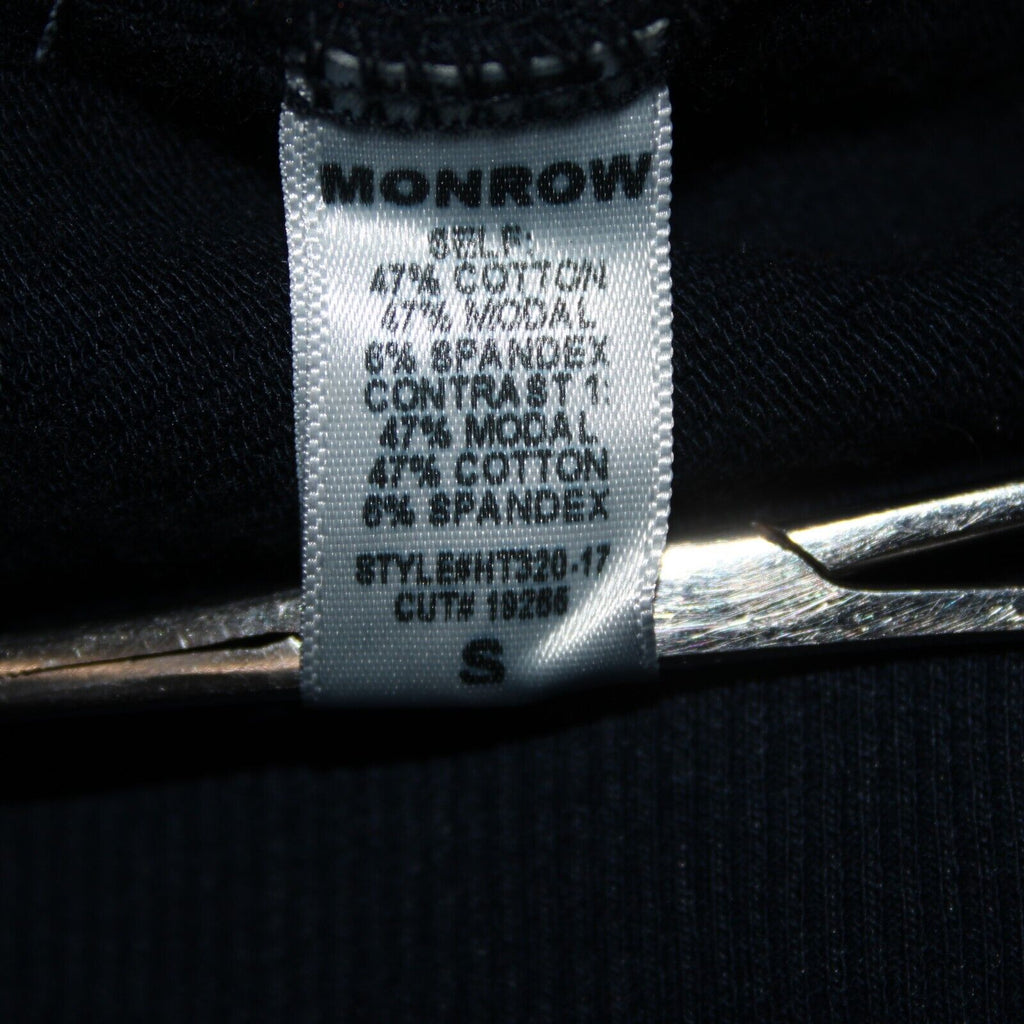 MONROW
SELF:
47% COTTON
47% MODAL
6% SPANDEX
CONTRAST 1:
47% MODAL
47% COTTON
6% SPANDEX
STYLE#HT320-17
CUT# 19266
S